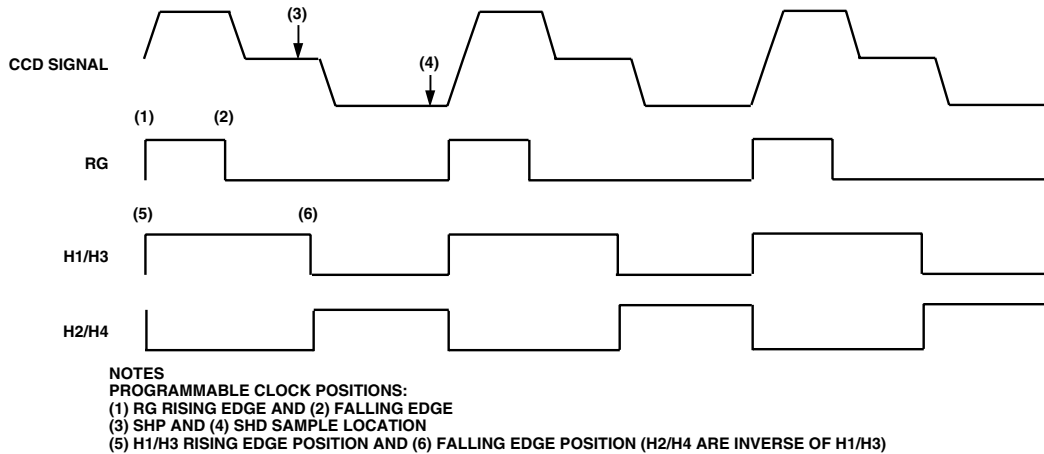 (3)
CCD SIGNAL
(4)
(1) (2)
RG
(5) (6)
H1/H3
H2/H4
NOTES
PROGRAMMABLE CLOCK POSITIONS:
(1) RG RISING EDGE AND (2) FALLING EDGE
(3) SHP AND (4) SHD SAMPLE LOCATION
(5) H1/H3 RISING EDGE POSITION AND (6) FALLING EDGE POSITION (H2/H4 ARE INVERSE OF H1/H3)